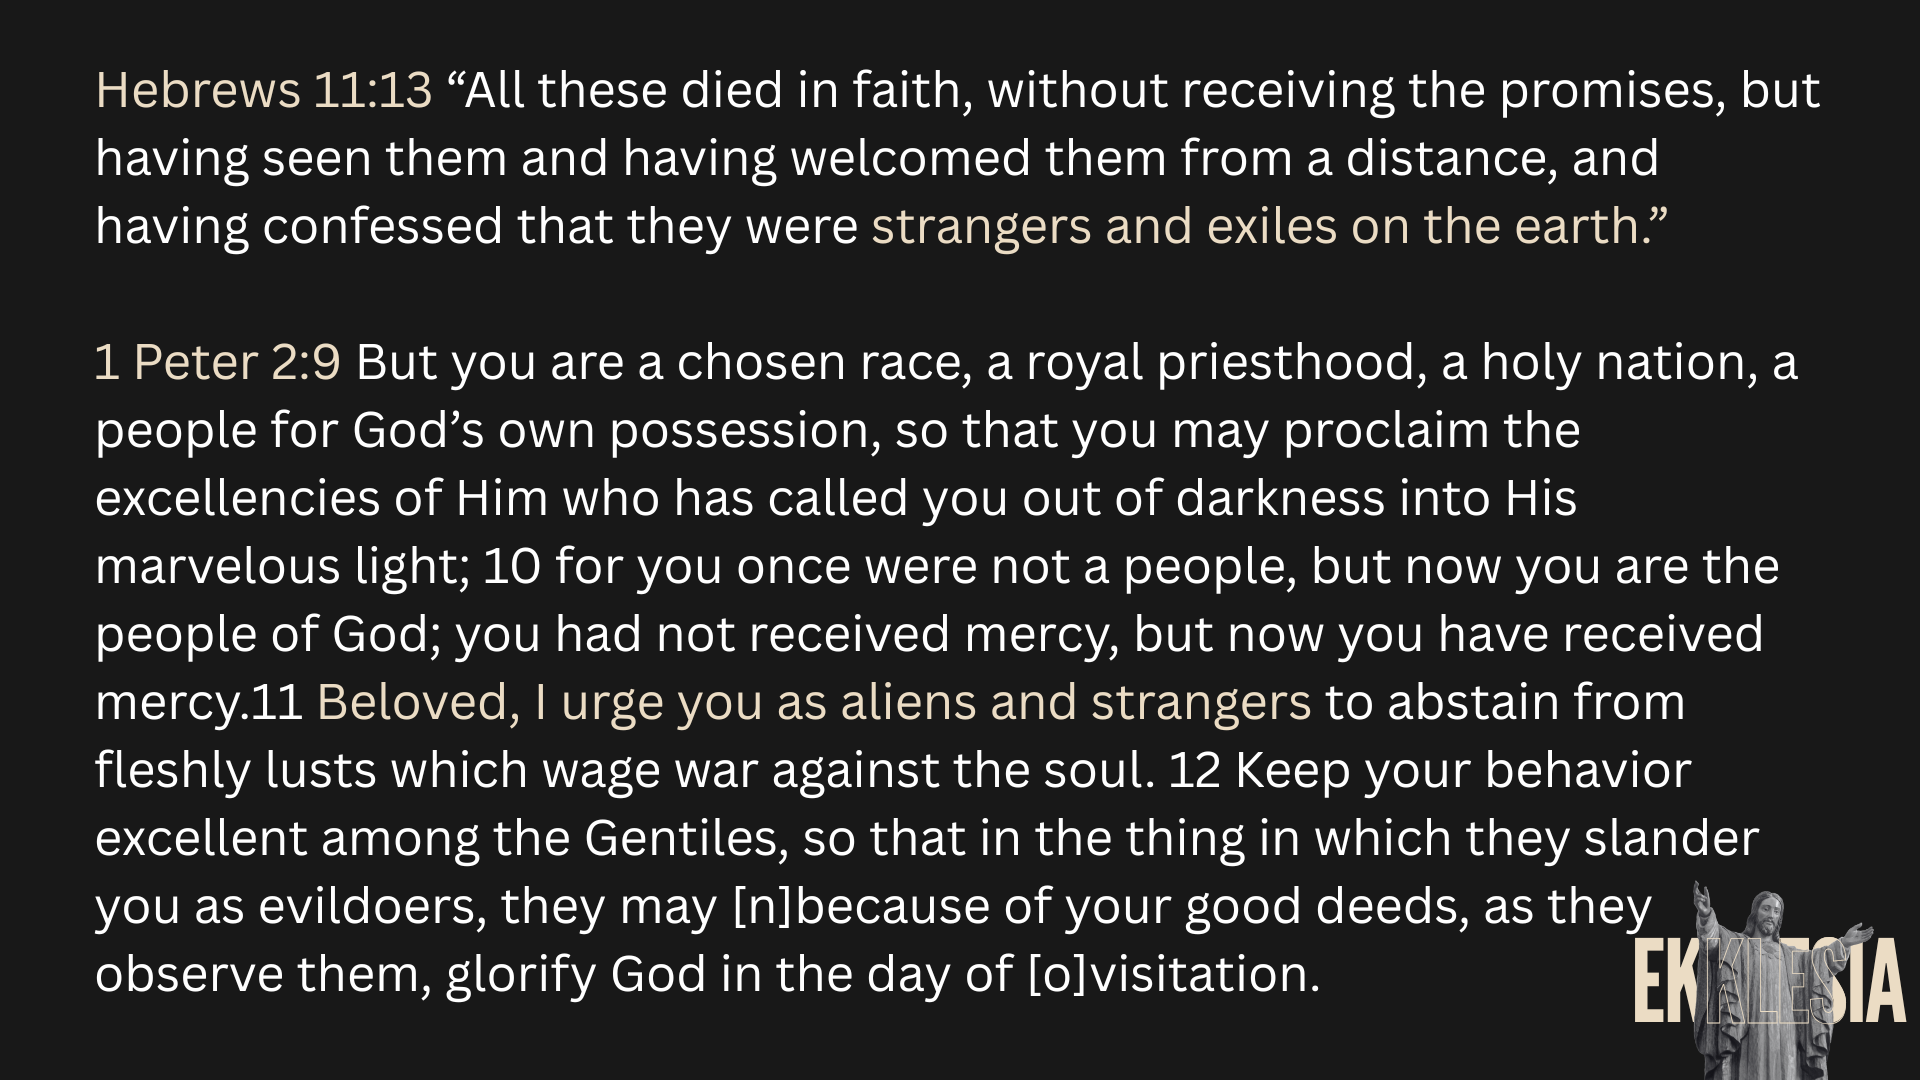 Hebrews 11:13 “All these died in faith, without receiving the promises, but
having seen them and having welcomed them from a distance, and
having confessed that they were strangers and exiles on the earth.”
1 Peter 2:9 But you are a chosen race, a royal priesthood, a holy nation, a
people for God’s own possession, so that you may proclaim the
excellencies of Him who has called you out of darkness into His
marvelous light; 10 for you once were not a people, but now you are the
people of God; you had not received mercy, but now you have received
mercy.11 Beloved, I urge you as aliens and strangers to abstain from
fleshly lusts which wage war against the soul. 12 Keep your behavior
excellent among the Gentiles, so that in the thing in which they slander
you as evildoers, they may [n]because of your good deeds, as they
observe them, glorify God in the day of [o]visitation.
EKKLESIA